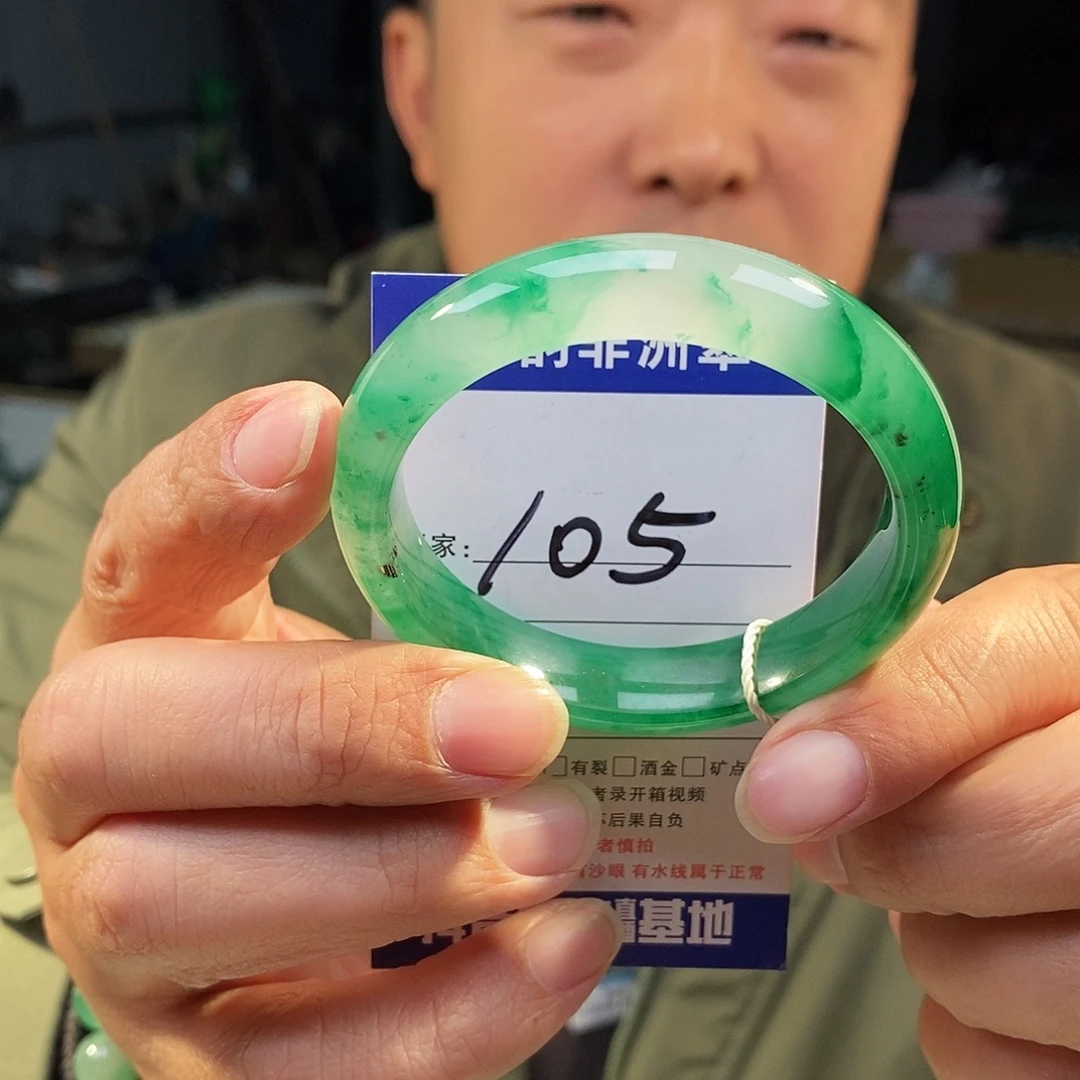 的非洲翠
家: 105
□有裂□酒金□矿点
者录开箱视频
后果自负
者慎拍
沙眼 有水线属于正常
基地